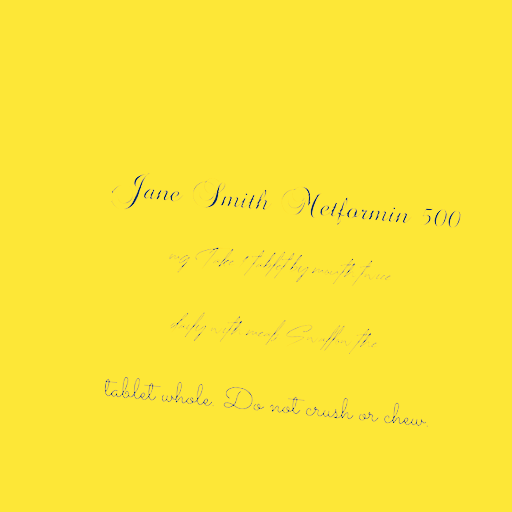 Jane Smith Metformin 500
mg Take 1 tablet by mouth twice
daily with meals Swallow the
tablet whole. Do not crush or chew.